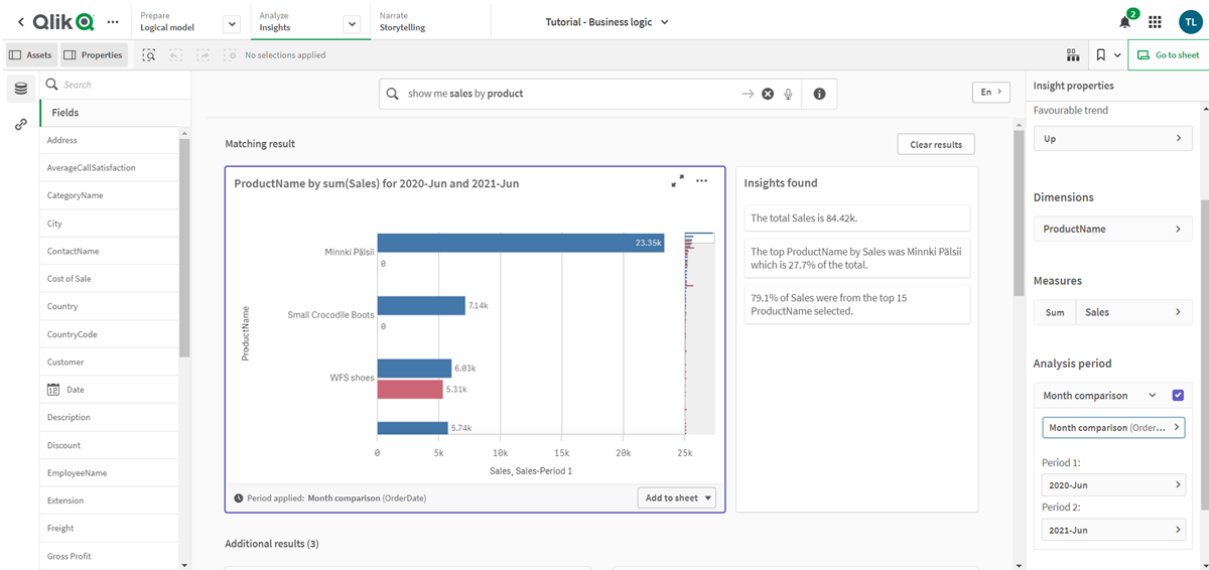 Qlik Q
Prepare
Logical model
Analyze
Insights
Narrate
Storytelling
Tutorial - Business logic
2
TL
Assets
Properties
No selections applied
Go to sheet
Search
Fields
Address
AverageCallSatisfaction
CategoryName
City
ContactName
Cost of Sale
Country
CountryCode
Customer
12 Date
Description
Discount
EmployeeName
Extension
Freight
Gross Profit
show me sales by product
En
Matching result
Clear results
ProductName by sum(Sales) for 2020-Jun and 2021-Jun
ProductName
Minnki Pälsii
23.35k
0
Small Crocodile Boots
7.14k
0
WFS shoes
6.03k
5.31k
5.74k
0 5k 10k 15k 20k 25k
Sales, Sales-Period 1
Period applied: Month comparison (OrderDate)
Add to sheet
Insights found
The total Sales is 84.42k.
The top ProductName by Sales was Minnki Pälsii
which is 27.7% of the total.
79.1% of Sales were from the top 15
ProductName selected.
Additional results (3)
Insight properties
Favourable trend
Up
Dimensions
ProductName
Measures
Sum Sales
Analysis period
Month comparison
Month comparison (Order...
Period 1:
2020-Jun
Period 2:
2021-Jun